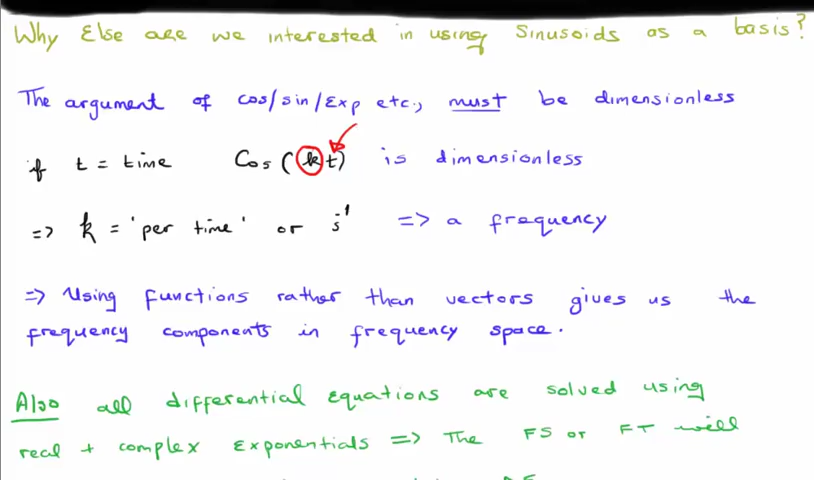 Why Else are we interested in using Sinusoids as a basis?
The argument of cos/sin/Exp etc., must be dimensionless
if t = time Cos (kt) is dimensionless
=> k = 'per time' or s⁻¹ => a frequency
=> Using functions rather than vectors gives us the
frequency components in frequency space.
Also all differential Equations are solved using
real + complex Exponentials => The FS or FT will